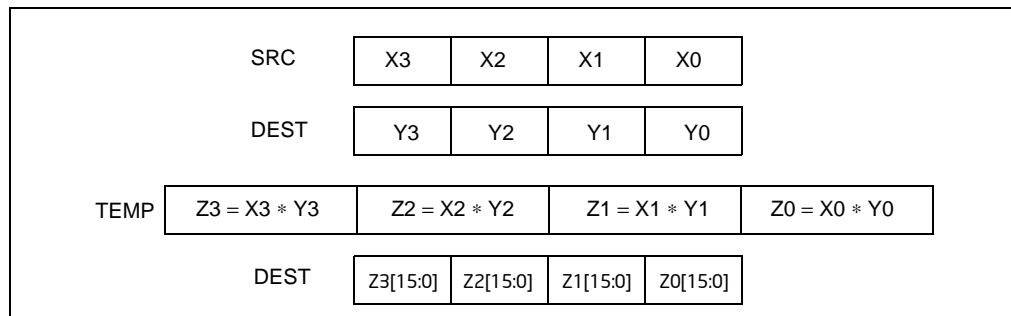 SRC X3 X2 X1 X0
DEST Y3 Y2 Y1 Y0
TEMP Z3 = X3 ∗ Y3 Z2 = X2 ∗ Y2 Z1 = X1 ∗ Y1 Z0 = X0 ∗ Y0
DEST Z3[15:0] Z2[15:0] Z1[15:0] Z0[15:0]